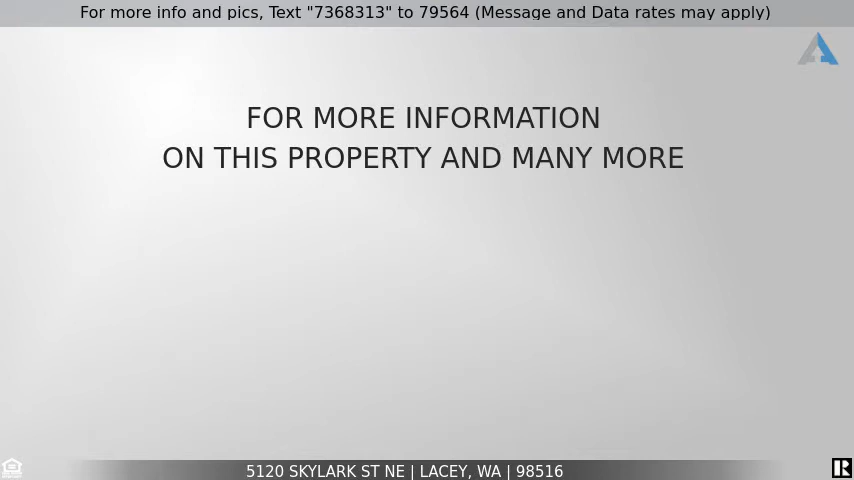 For more info and pics, Text "7368313" to 79564 (Message and Data rates may apply)
FOR MORE INFORMATION
ON THIS PROPERTY AND MANY MORE
5120 SKYLARK ST NE | LACEY, WA | 98516